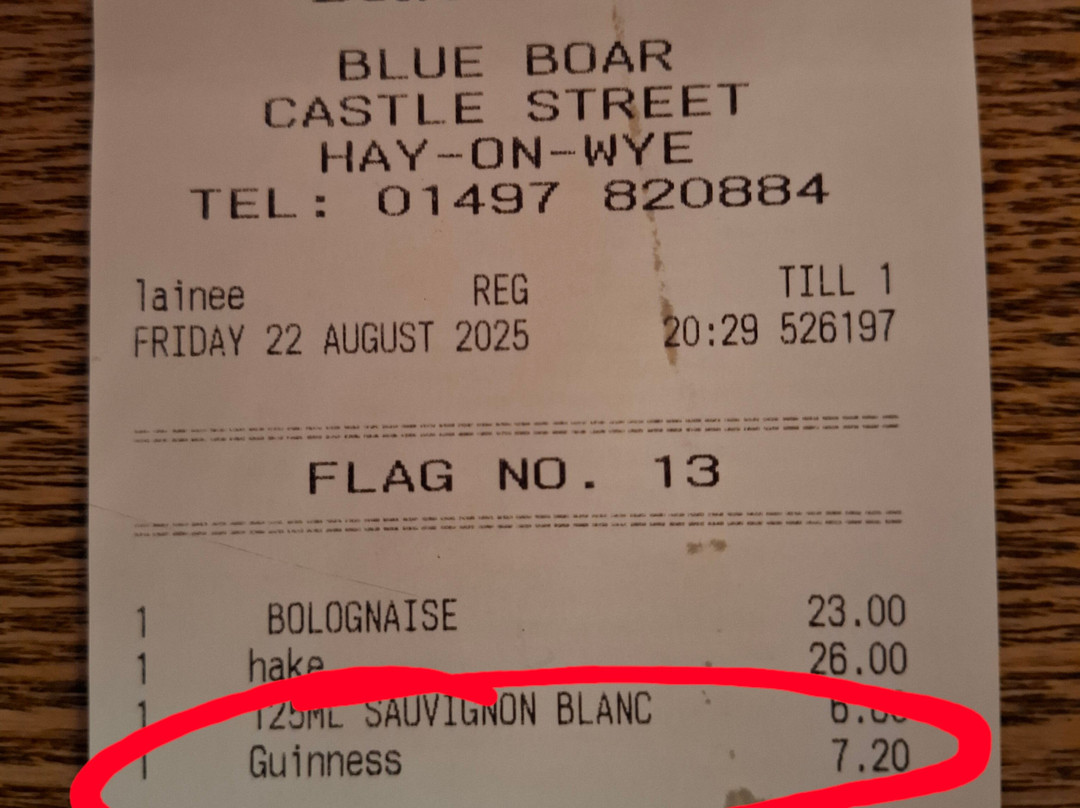 BLUE BOAR
CASTLE STREET
HAY-ON-WYE
TEL: 01497 820884
lainee REG TILL 1
FRIDAY 22 AUGUST 2025 20:29 526197
FLAG NO. 13
1 BOLOGNAISE 23.00
1 hake 26.00
1 125ML SAUVIGNON BLANC
1 Guinness 7.20